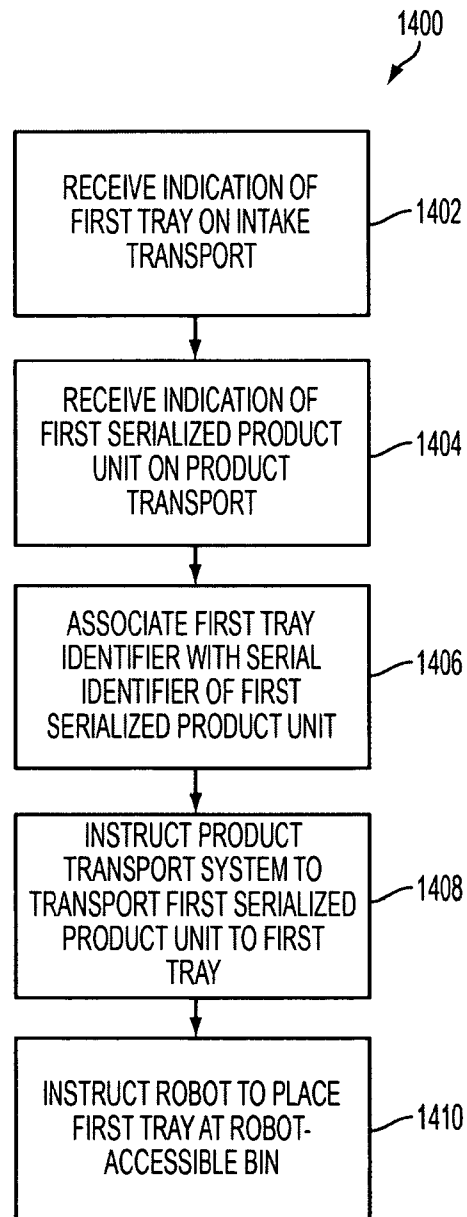 1400
RECEIVE INDICATION OF
FIRST TRAY ON INTAKE
TRANSPORT
1402
RECEIVE INDICATION OF
FIRST SERIALIZED PRODUCT
UNIT ON PRODUCT
TRANSPORT
1404
ASSOCIATE FIRST TRAY
IDENTIFIER WITH SERIAL
IDENTIFIER OF FIRST
SERIALIZED PRODUCT UNIT
1406
INSTRUCT PRODUCT
TRANSPORT SYSTEM TO
TRANSPORT FIRST SERIALIZED
PRODUCT UNIT TO FIRST
TRAY
1408
INSTRUCT ROBOT TO PLACE
FIRST TRAY AT ROBOT-
ACCESSIBLE BIN
1410